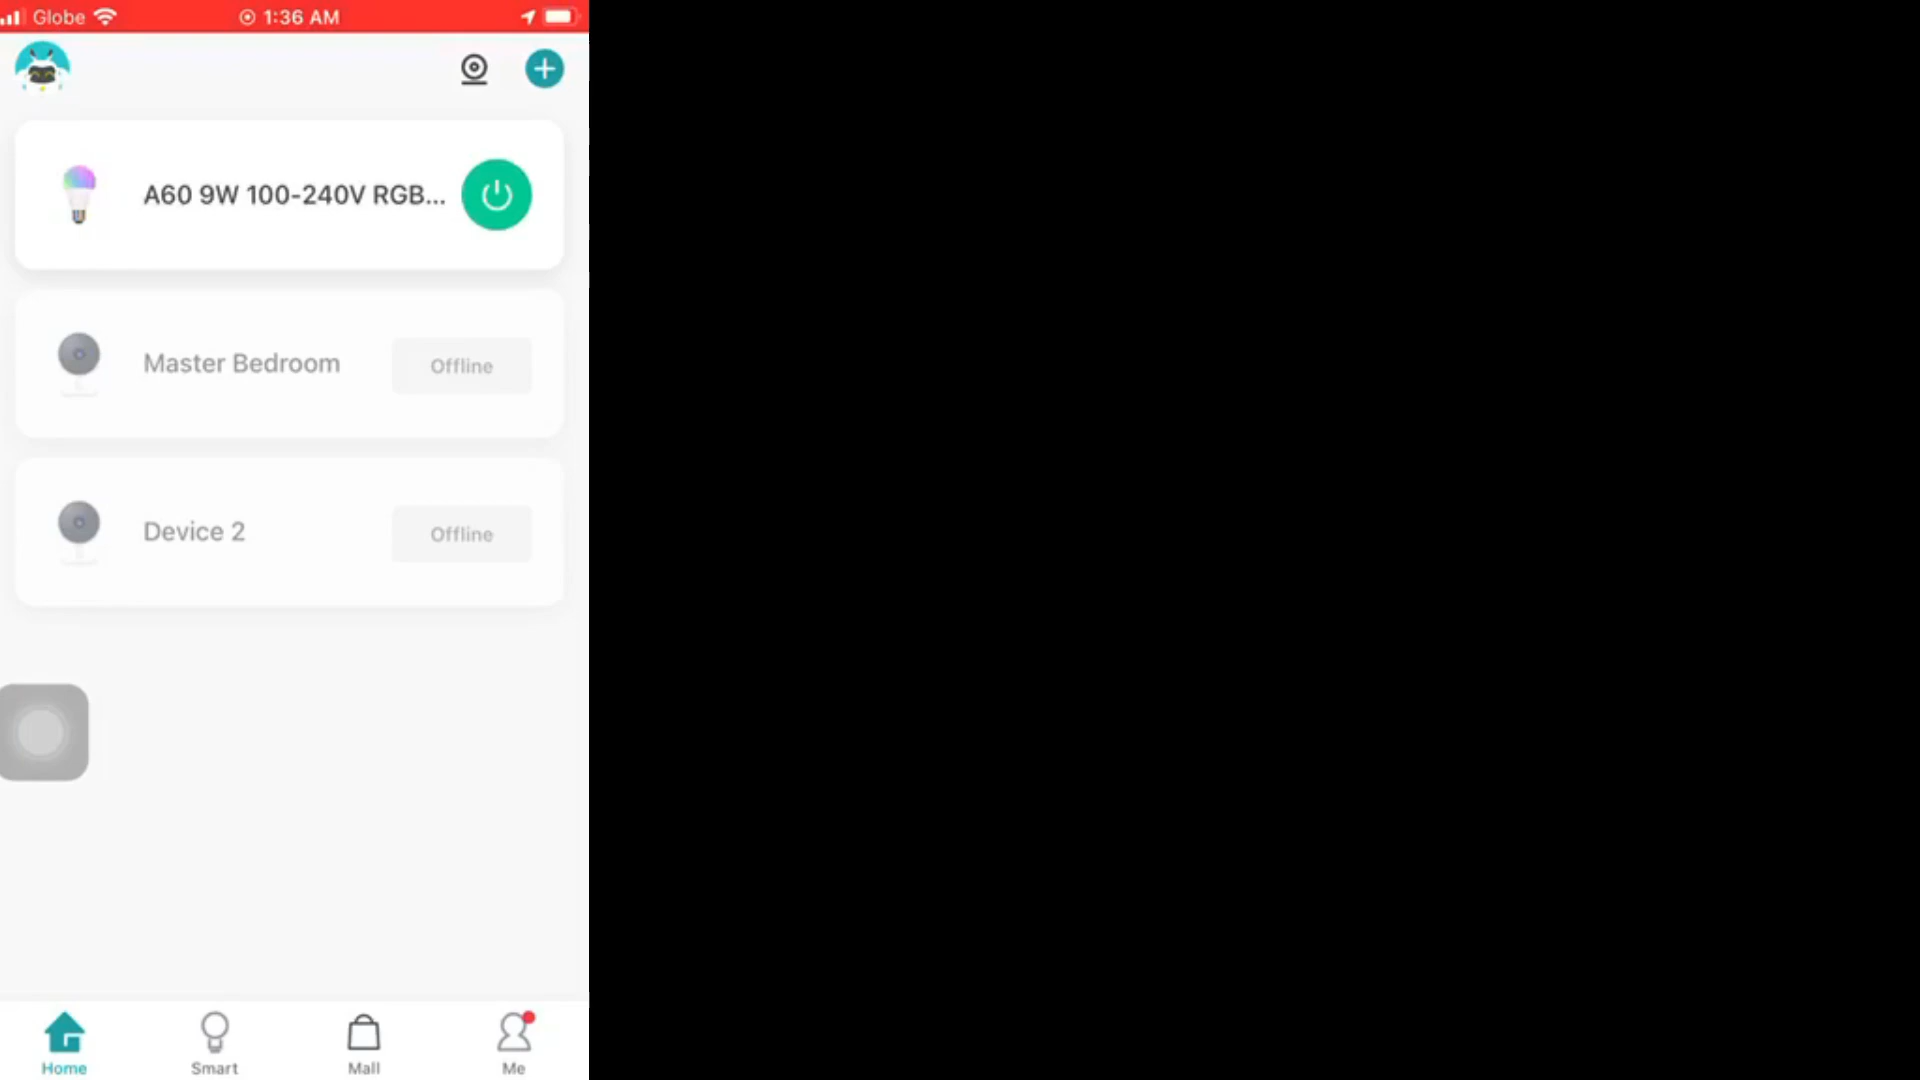 Globe 1:36 AM
A60 9W 100-240V RGB...
Master Bedroom Offline
Device 2 Offline
Home Smart Mall Me